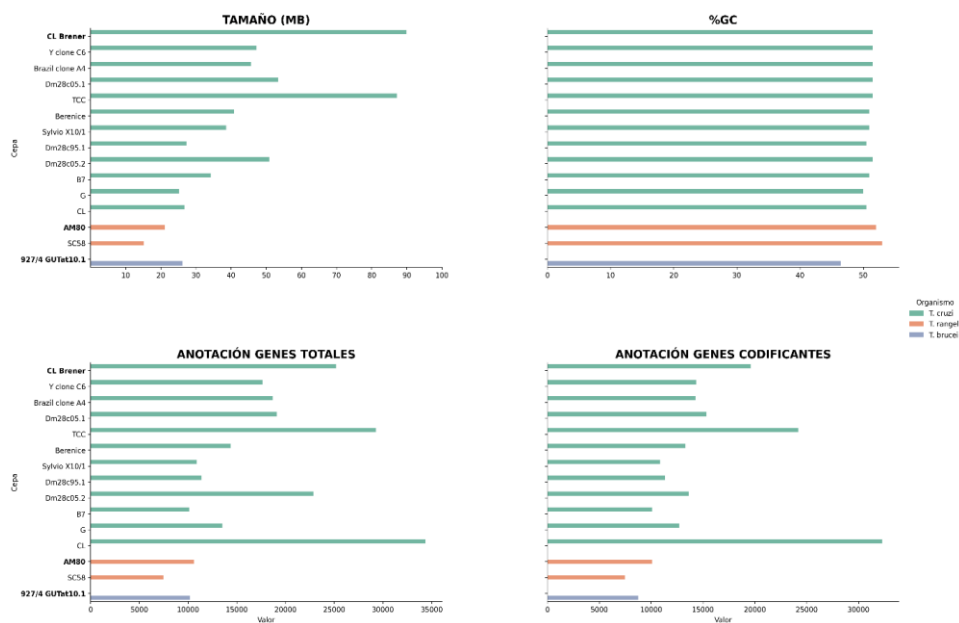 TAMAÑO (MB)
CL Brener
Y clone C6
Brazil clone A4
Dm28c05.1
TCC
Berenice
Sylvio X10/1
Dm28c95.1
Dm28c05.2
B7
G
CL
AM80
SC58
927/4 GUTat10.1
Cepa
10 20 30 40 50 60 70 80 90 100
%GC
0 10 20 30 40 50
Organismo
T. cruzi
T. rangel
T. brucei
ANOTACIÓN GENES TOTALES
CL Brener
Y clone C6
Brazil clone A4
Dm28c05.1
TCC
Berenice
Sylvio X10/1
Dm28c95.1
Dm28c05.2
B7
G
CL
AM80
SC58
927/4 GUTat10.1
Cepa
0 5000 10000 15000 20000 25000 30000 35000
Valor
ANOTACIÓN GENES CODIFICANTES
0 5000 10000 15000 20000 25000 30000
Valor